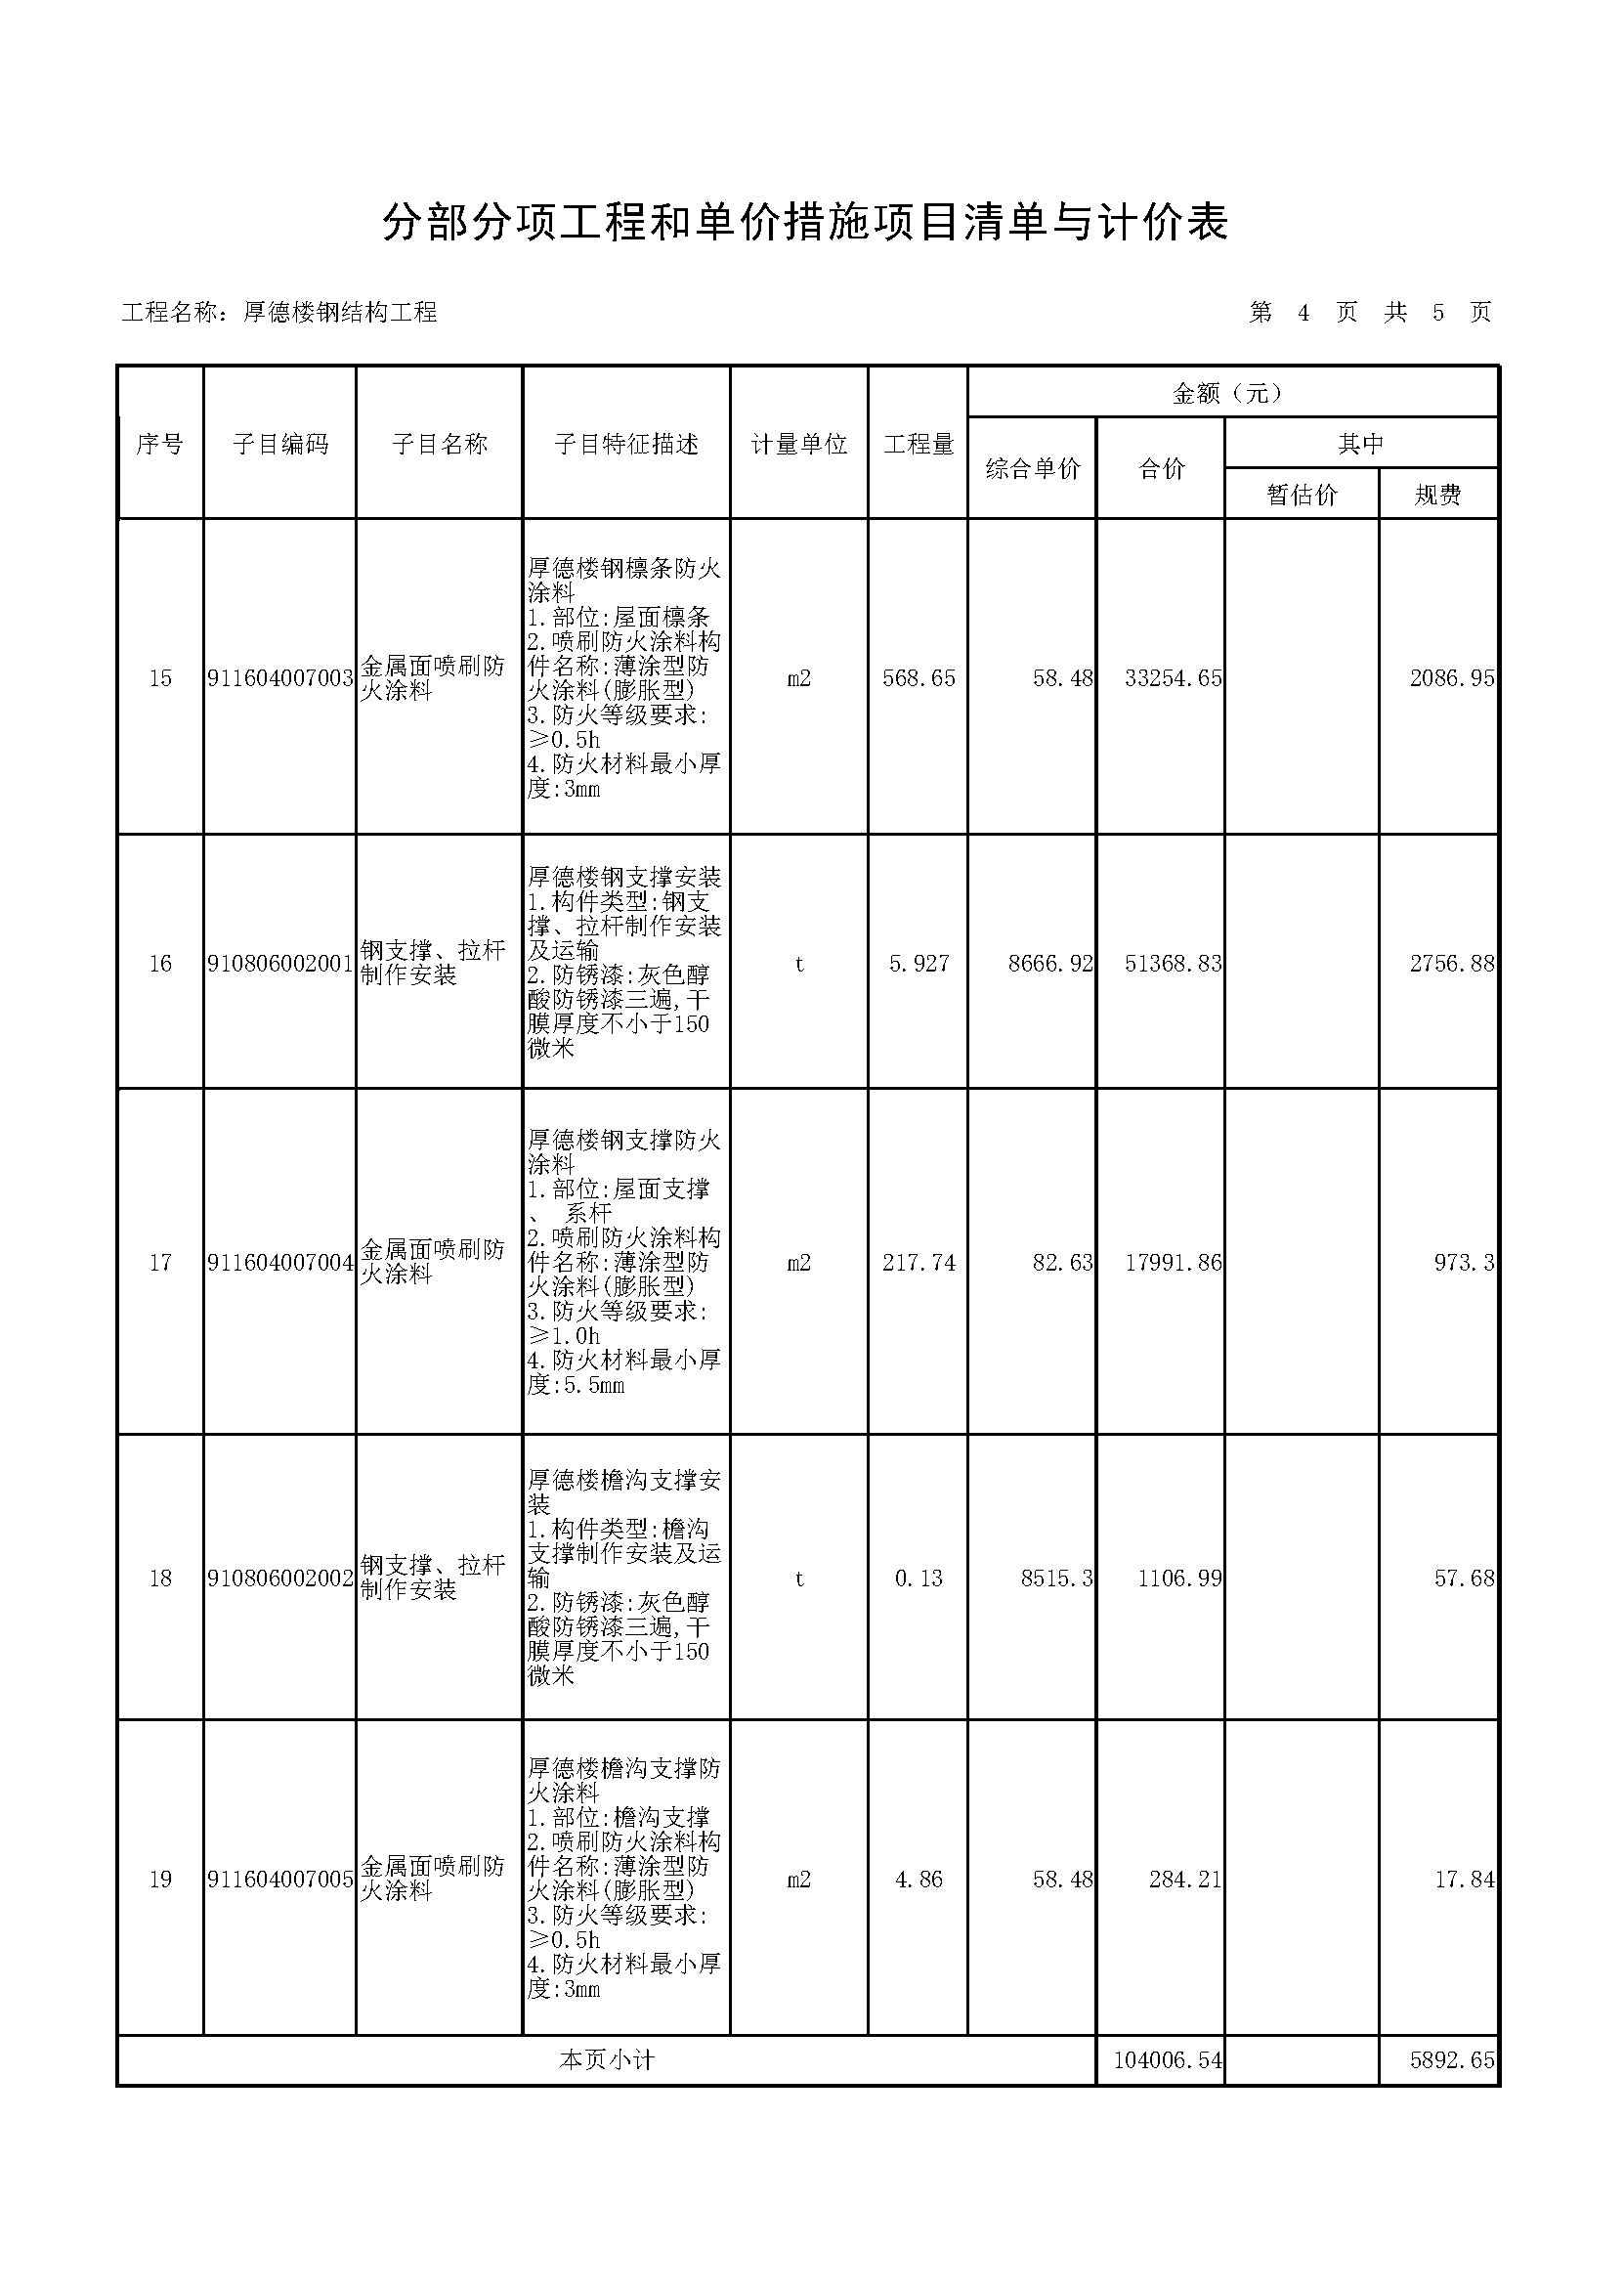 分部分项工程和单价措施项目清单与计价表
工程名称：厚德楼钢结构工程
第 4 页 共 5 页
序号
子目编码
子目名称
子目特征描述
计量单位
工程量
金额（元）
综合单价
合价
其中
暂估价
规费
15
911604007003
金属面喷刷防
火涂料
厚德楼钢檩条防火
涂料
1.部位:屋面檩条
2.喷刷防火涂料构
件名称:薄涂型防
火涂料(膨胀型)
3.防火等级要求:
≥0.5h
4.防火材料最小厚
度:3mm
m2
568.65
58.48
33254.65
2086.95
16
910806002001
钢支撑、拉杆
制作安装
厚德楼钢支撑安装
1.构件类型:钢支
撑、拉杆制作安装
及运输
2.防锈漆:灰色醇
酸防锈漆三遍,干
膜厚度不小于150
微米
t
5.927
8666.92
51368.83
2756.88
17
911604007004
金属面喷刷防
火涂料
厚德楼钢支撑防火
涂料
1.部位:屋面支撑
、 系杆
2.喷刷防火涂料构
件名称:薄涂型防
火涂料(膨胀型)
3.防火等级要求:
≥1.0h
4.防火材料最小厚
度:5.5mm
m2
217.74
82.63
17991.86
973.3
18
910806002002
钢支撑、拉杆
制作安装
厚德楼檐沟支撑安
装
1.构件类型:檐沟
支撑制作安装及运
输
2.防锈漆:灰色醇
酸防锈漆三遍,干
膜厚度不小于150
微米
t
0.13
8515.3
1106.99
57.68
19
911604007005
金属面喷刷防
火涂料
厚德楼檐沟支撑防
火涂料
1.部位:檐沟支撑
2.喷刷防火涂料构
件名称:薄涂型防
火涂料(膨胀型)
3.防火等级要求:
≥0.5h
4.防火材料最小厚
度:3mm
m2
4.86
58.48
284.21
17.84
本页小计
104006.54
5892.65